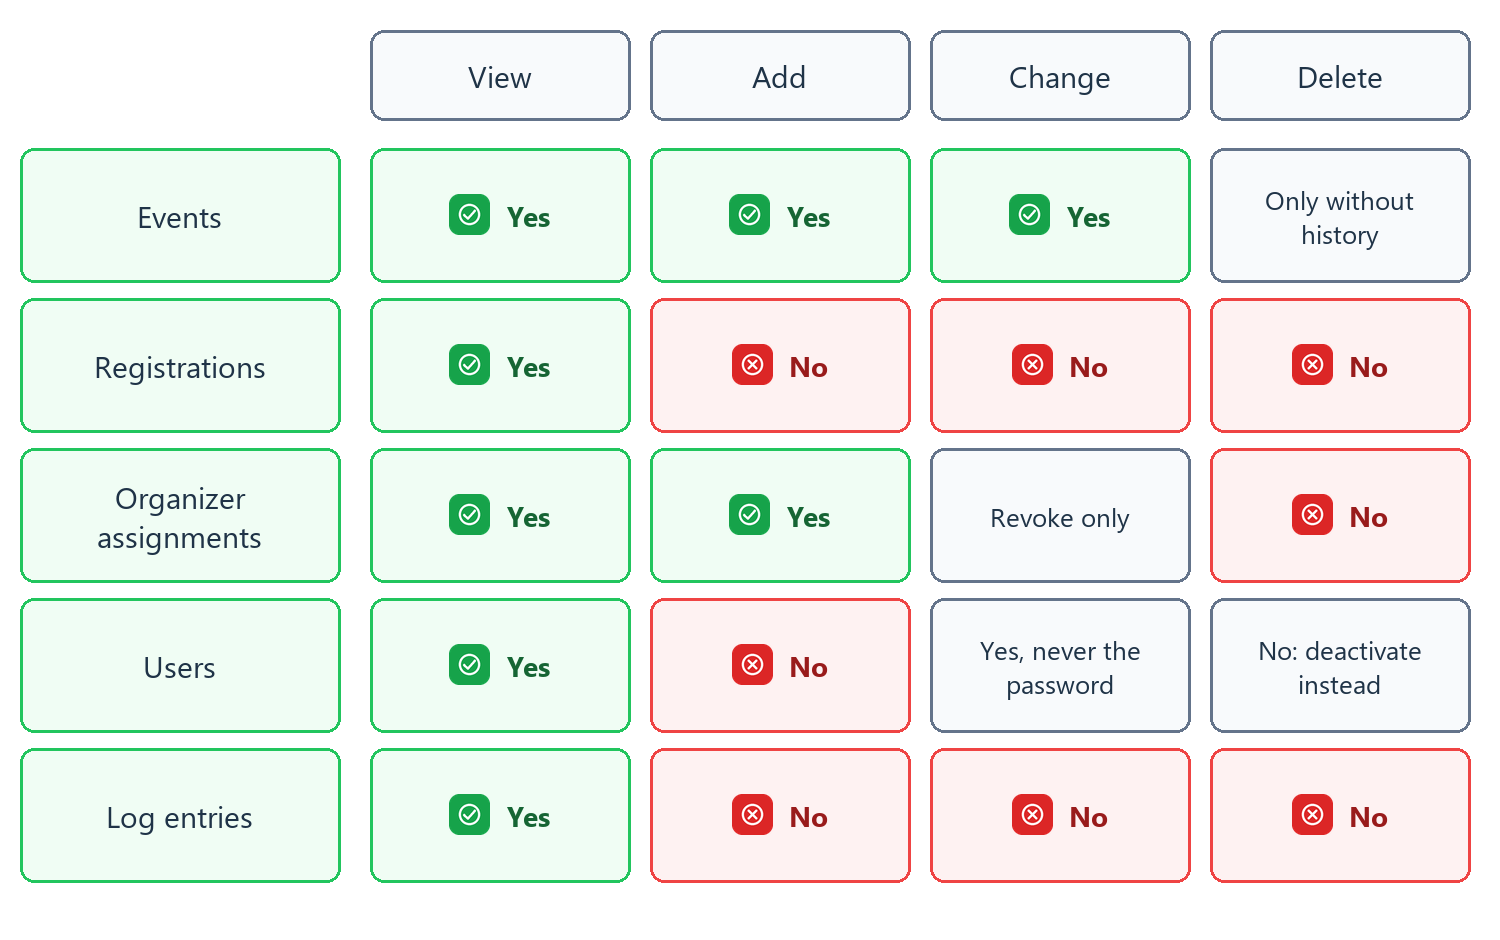 View
Add
Change
Delete
Events
Yes
Yes
Yes
Only without
history
Registrations
Yes
No
No
No
Organizer
assignments
Yes
Yes
Revoke only
No
Users
Yes
No
Yes, never the
password
No: deactivate
instead
Log entries
Yes
No
No
No